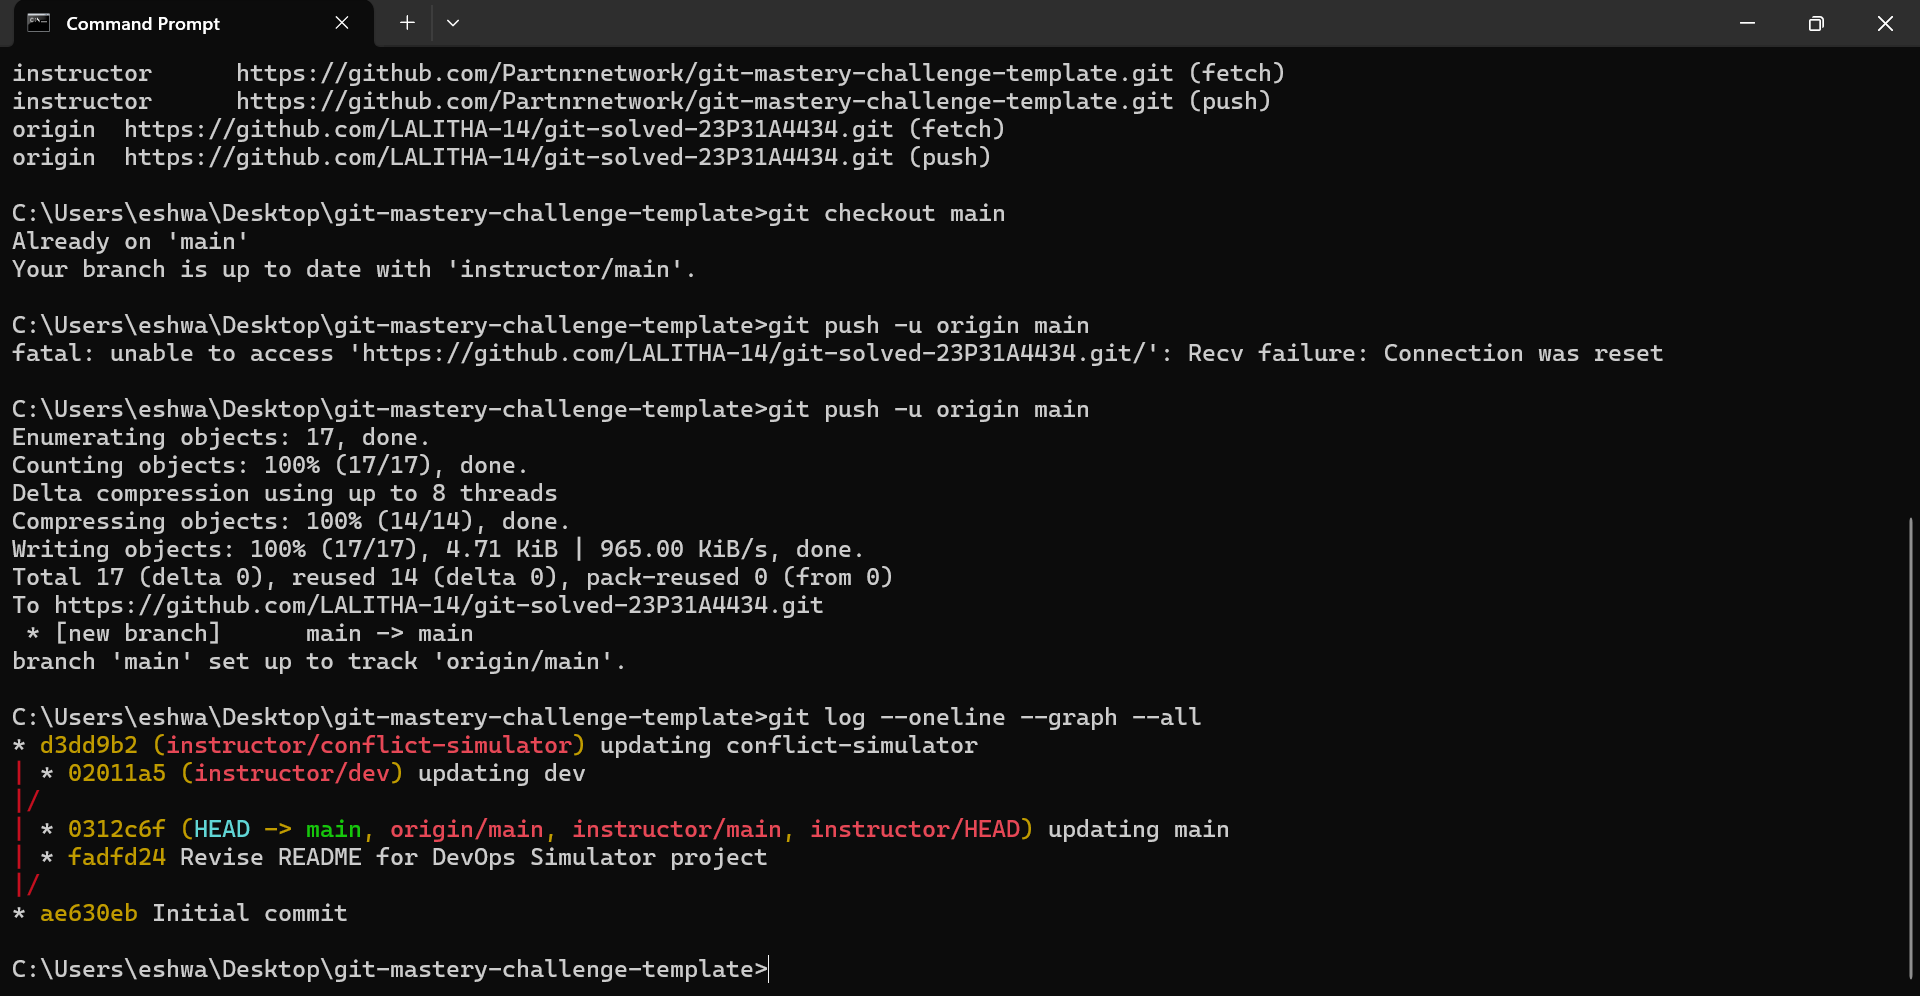 Command Prompt
instructor      https://github.com/Partnrnetwork/git-mastery-challenge-template.git (fetch)
instructor      https://github.com/Partnrnetwork/git-mastery-challenge-template.git (push)
origin  https://github.com/LALITHA-14/git-solved-23P31A4434.git (fetch)
origin  https://github.com/LALITHA-14/git-solved-23P31A4434.git (push)
C:\Users\eshwa\Desktop\git-mastery-challenge-template>git checkout main
Already on 'main'
Your branch is up to date with 'instructor/main'.
C:\Users\eshwa\Desktop\git-mastery-challenge-template>git push -u origin main
fatal: unable to access 'https://github.com/LALITHA-14/git-solved-23P31A4434.git/': Recv failure: Connection was reset
C:\Users\eshwa\Desktop\git-mastery-challenge-template>git push -u origin main
Enumerating objects: 17, done.
Counting objects: 100% (17/17), done.
Delta compression using up to 8 threads
Compressing objects: 100% (14/14), done.
Writing objects: 100% (17/17), 4.71 KiB | 965.00 KiB/s, done.
Total 17 (delta 0), reused 14 (delta 0), pack-reused 0 (from 0)
To https://github.com/LALITHA-14/git-solved-23P31A4434.git
 * [new branch]      main -> main
branch 'main' set up to track 'origin/main'.
C:\Users\eshwa\Desktop\git-mastery-challenge-template>git log --oneline --graph --all
* d3dd9b2 (instructor/conflict-simulator) updating conflict-simulator
| * 02011a5 (instructor/dev) updating dev
|/
| * 0312c6f (HEAD -> main, origin/main, instructor/main, instructor/HEAD) updating main
| * fadfd24 Revise README for DevOps Simulator project
|/
* ae630eb Initial commit
C:\Users\eshwa\Desktop\git-mastery-challenge-template>